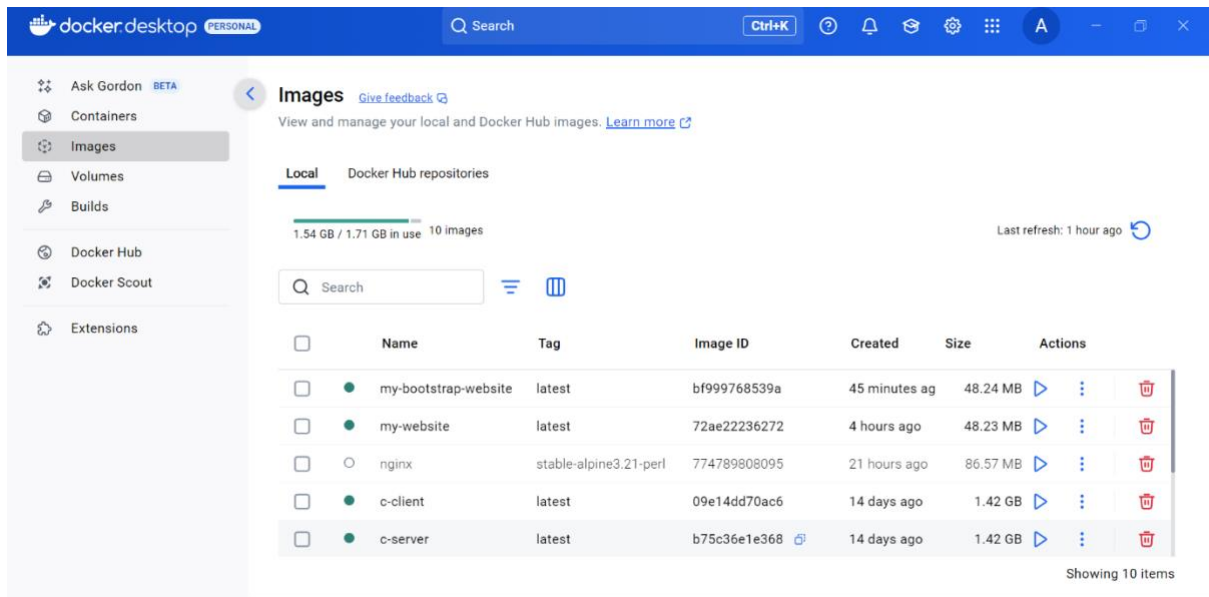 docker.desktop PERSONAL Search Ctrl+K A
Ask Gordon BETA
Containers
Images
Volumes
Builds
Docker Hub
Docker Scout
Extensions
Images Give feedback
View and manage your local and Docker Hub images. Learn more
Local Docker Hub repositories
1.54 GB / 1.71 GB in use 10 images Last refresh: 1 hour ago
Search
Name Tag Image ID Created Size Actions
my-bootstrap-website latest bf999768539a 45 minutes ag 48.24 MB
my-website latest 72ae22236272 4 hours ago 48.23 MB
nginx stable-alpine3.21-perl 774789808095 21 hours ago 86.57 MB
c-client latest 09e14dd70ac6 14 days ago 1.42 GB
c-server latest b75c36e1e368 14 days ago 1.42 GB
Showing 10 items